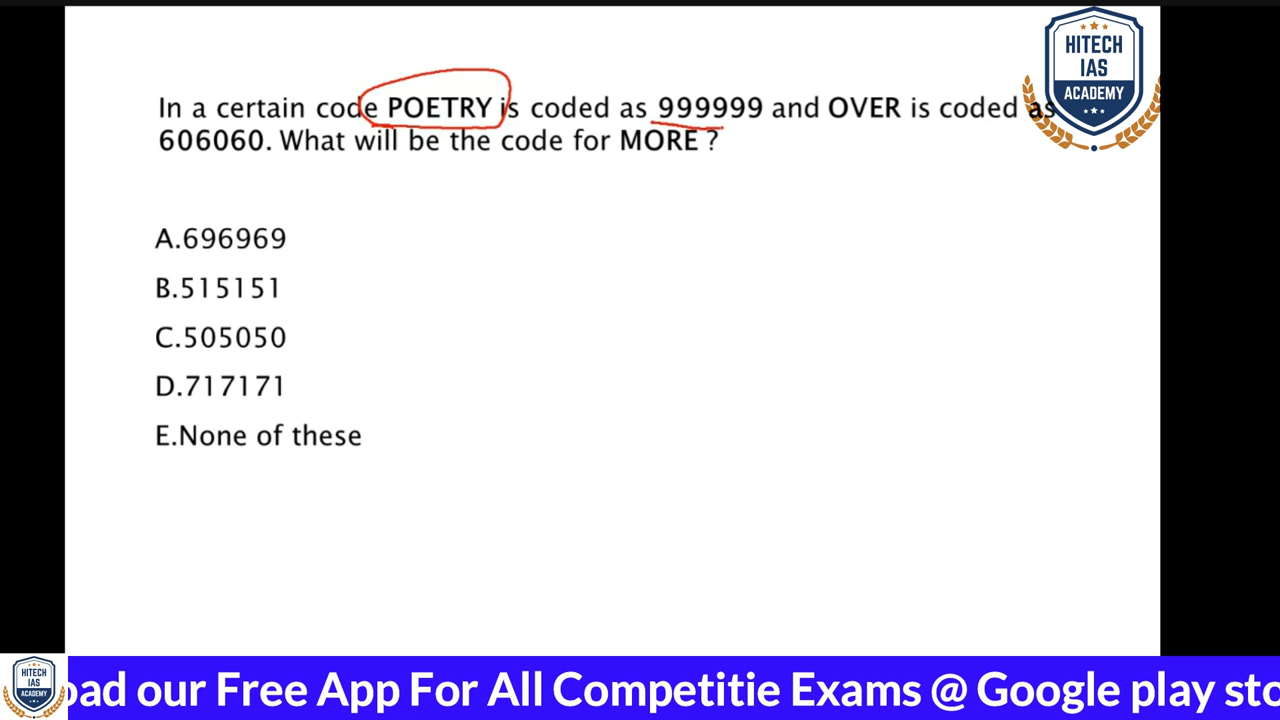 HITECH
IAS
ACADEMY
In a certain code POETRY is coded as 999999 and OVER is coded as
606060. What will be the code for MORE ?
A.696969
B.515151
C.505050
D.717171
E.None of these
HITECH
IAS
ACADEMY
our Free App For All Competitie Exams @ Google play